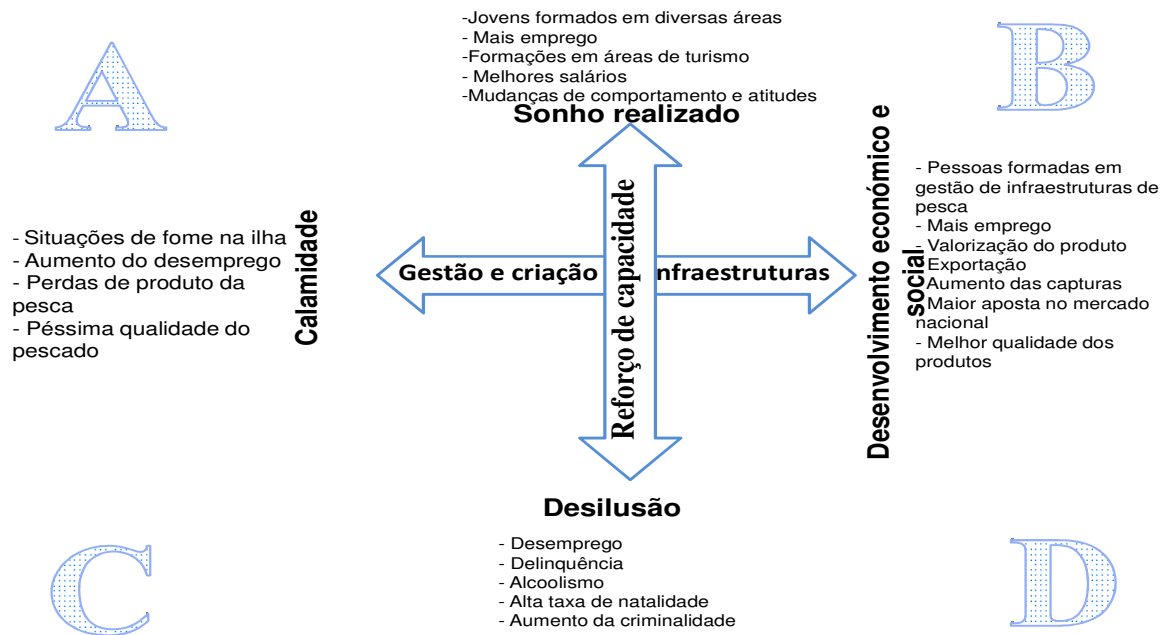 -Jovens formados em diversas áreas
- Mais emprego
-Formações em áreas de turismo
- Melhores salários
-Mudanças de comportamento e atitudes
Sonho realizado
A
B
Calamidade
- Situações de fome na ilha
- Aumento do desemprego
- Perdas de produto da
pesca
- Péssima qualidade do
pescado
Gestão e criação
nfraestruturas
Reforço de capacidade
Desenvolvimento económico e
social
- Pessoas formadas em
gestão de infraestruturas de
pesca
- Mais emprego
- Valorização do produto
Exportação
Aumento das capturas
Maior aposta no mercado
nacional
- Melhor qualidade dos
produtos
Desilusão
- Desemprego
- Delinquência
- Alcoolismo
- Alta taxa de natalidade
- Aumento da criminalidade
C
D